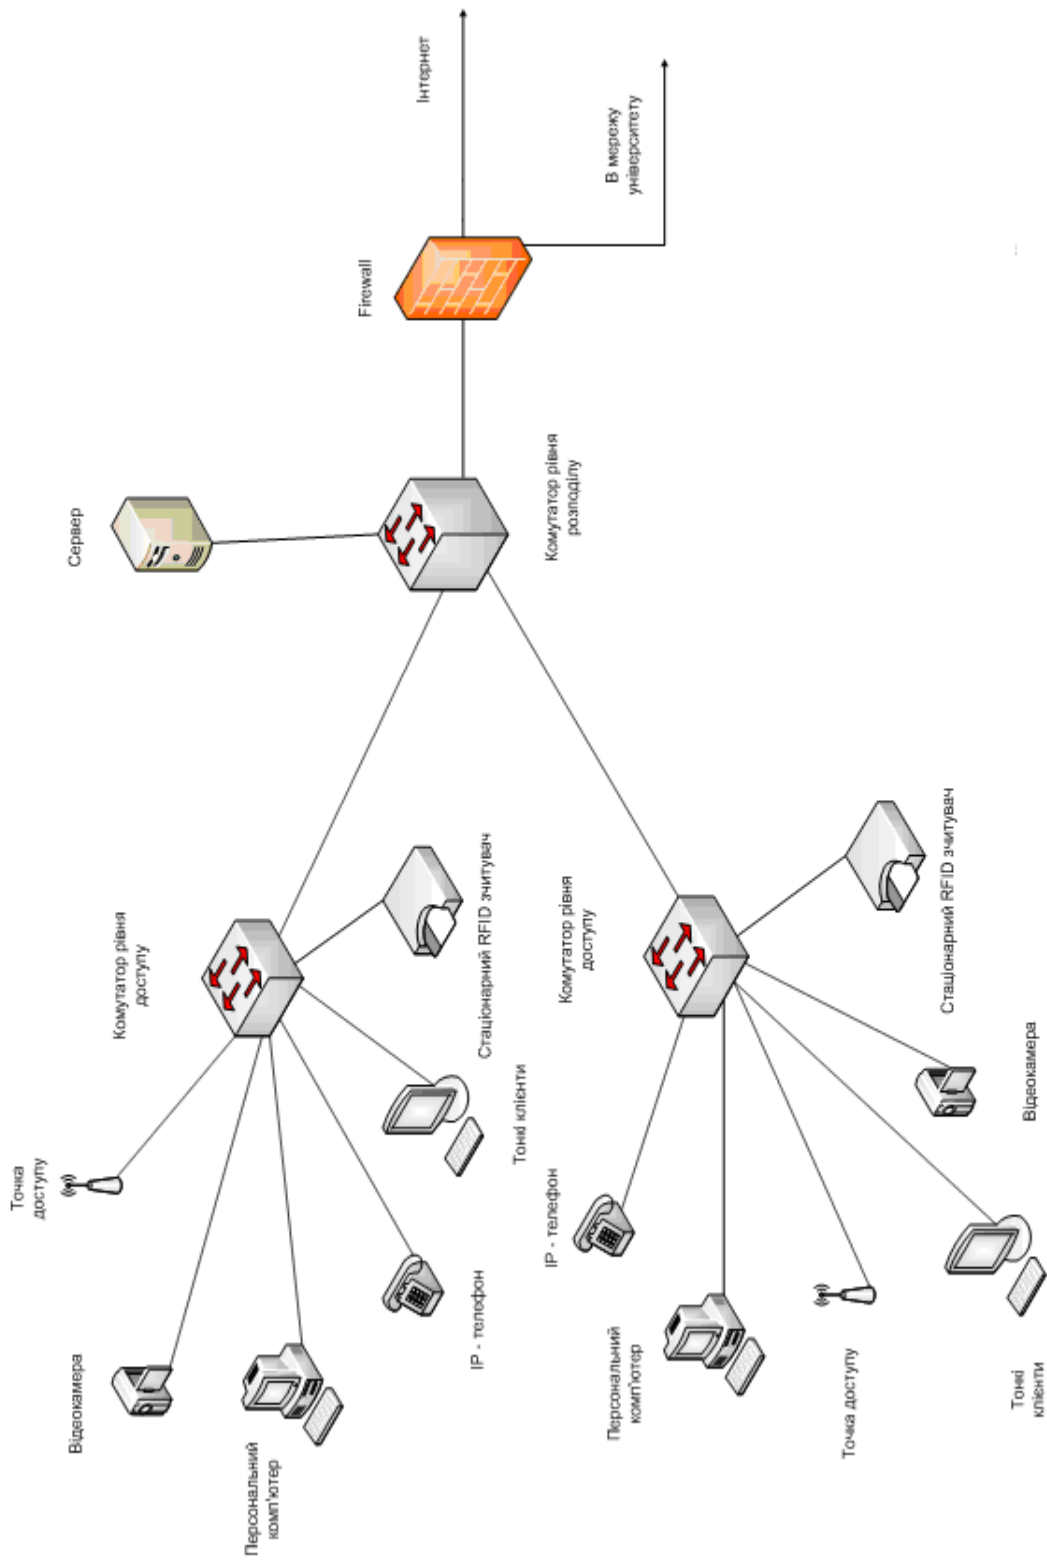 Точка
доступу
Відеокамера
Персональний
комп'ютер
Комутатор рівня
доступу
IP - телефон
Тонкі клієнти
Стаціонарний RFID зчитувач
Сервер
Комутатор рівня
розподілу
Firewall
Інтернет
В мережу
університету
Комутатор рівня
доступу
IP - телефон
Персональний
комп'ютер
Точка доступу
Тонкі
клієнти
Відеокамера
Стаціонарний RFID зчитувач